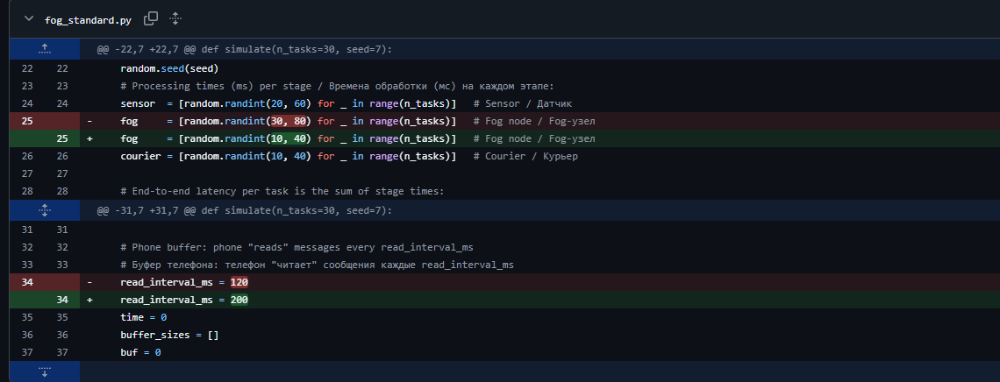 fog_standard.py
@@ -22,7 +22,7 @@ def simulate(n_tasks=30, seed=7):
22 22 random.seed(seed)
23 23 # Processing times (ms) per stage / Времена обработки (мс) на каждом этапе:
24 24 sensor  = [random.randint(20, 60) for _ in range(n_tasks)]   # Sensor / Датчик
25 - fog     = [random.randint(30, 80) for _ in range(n_tasks)]   # Fog node / Fog-узел
25 + fog     = [random.randint(10, 40) for _ in range(n_tasks)]   # Fog node / Fog-узел
26 26 courier = [random.randint(10, 40) for _ in range(n_tasks)]   # Courier / Курьер
27 27
28 28 # End-to-end latency per task is the sum of stage times:
@@ -31,7 +31,7 @@ def simulate(n_tasks=30, seed=7):
31 31
32 32 # Phone buffer: phone "reads" messages every read_interval_ms
33 33 # Буфер телефона: телефон "читает" сообщения каждые read_interval_ms
34 - read_interval_ms = 120
34 + read_interval_ms = 200
35 35 time = 0
36 36 buffer_sizes = []
37 37 buf = 0